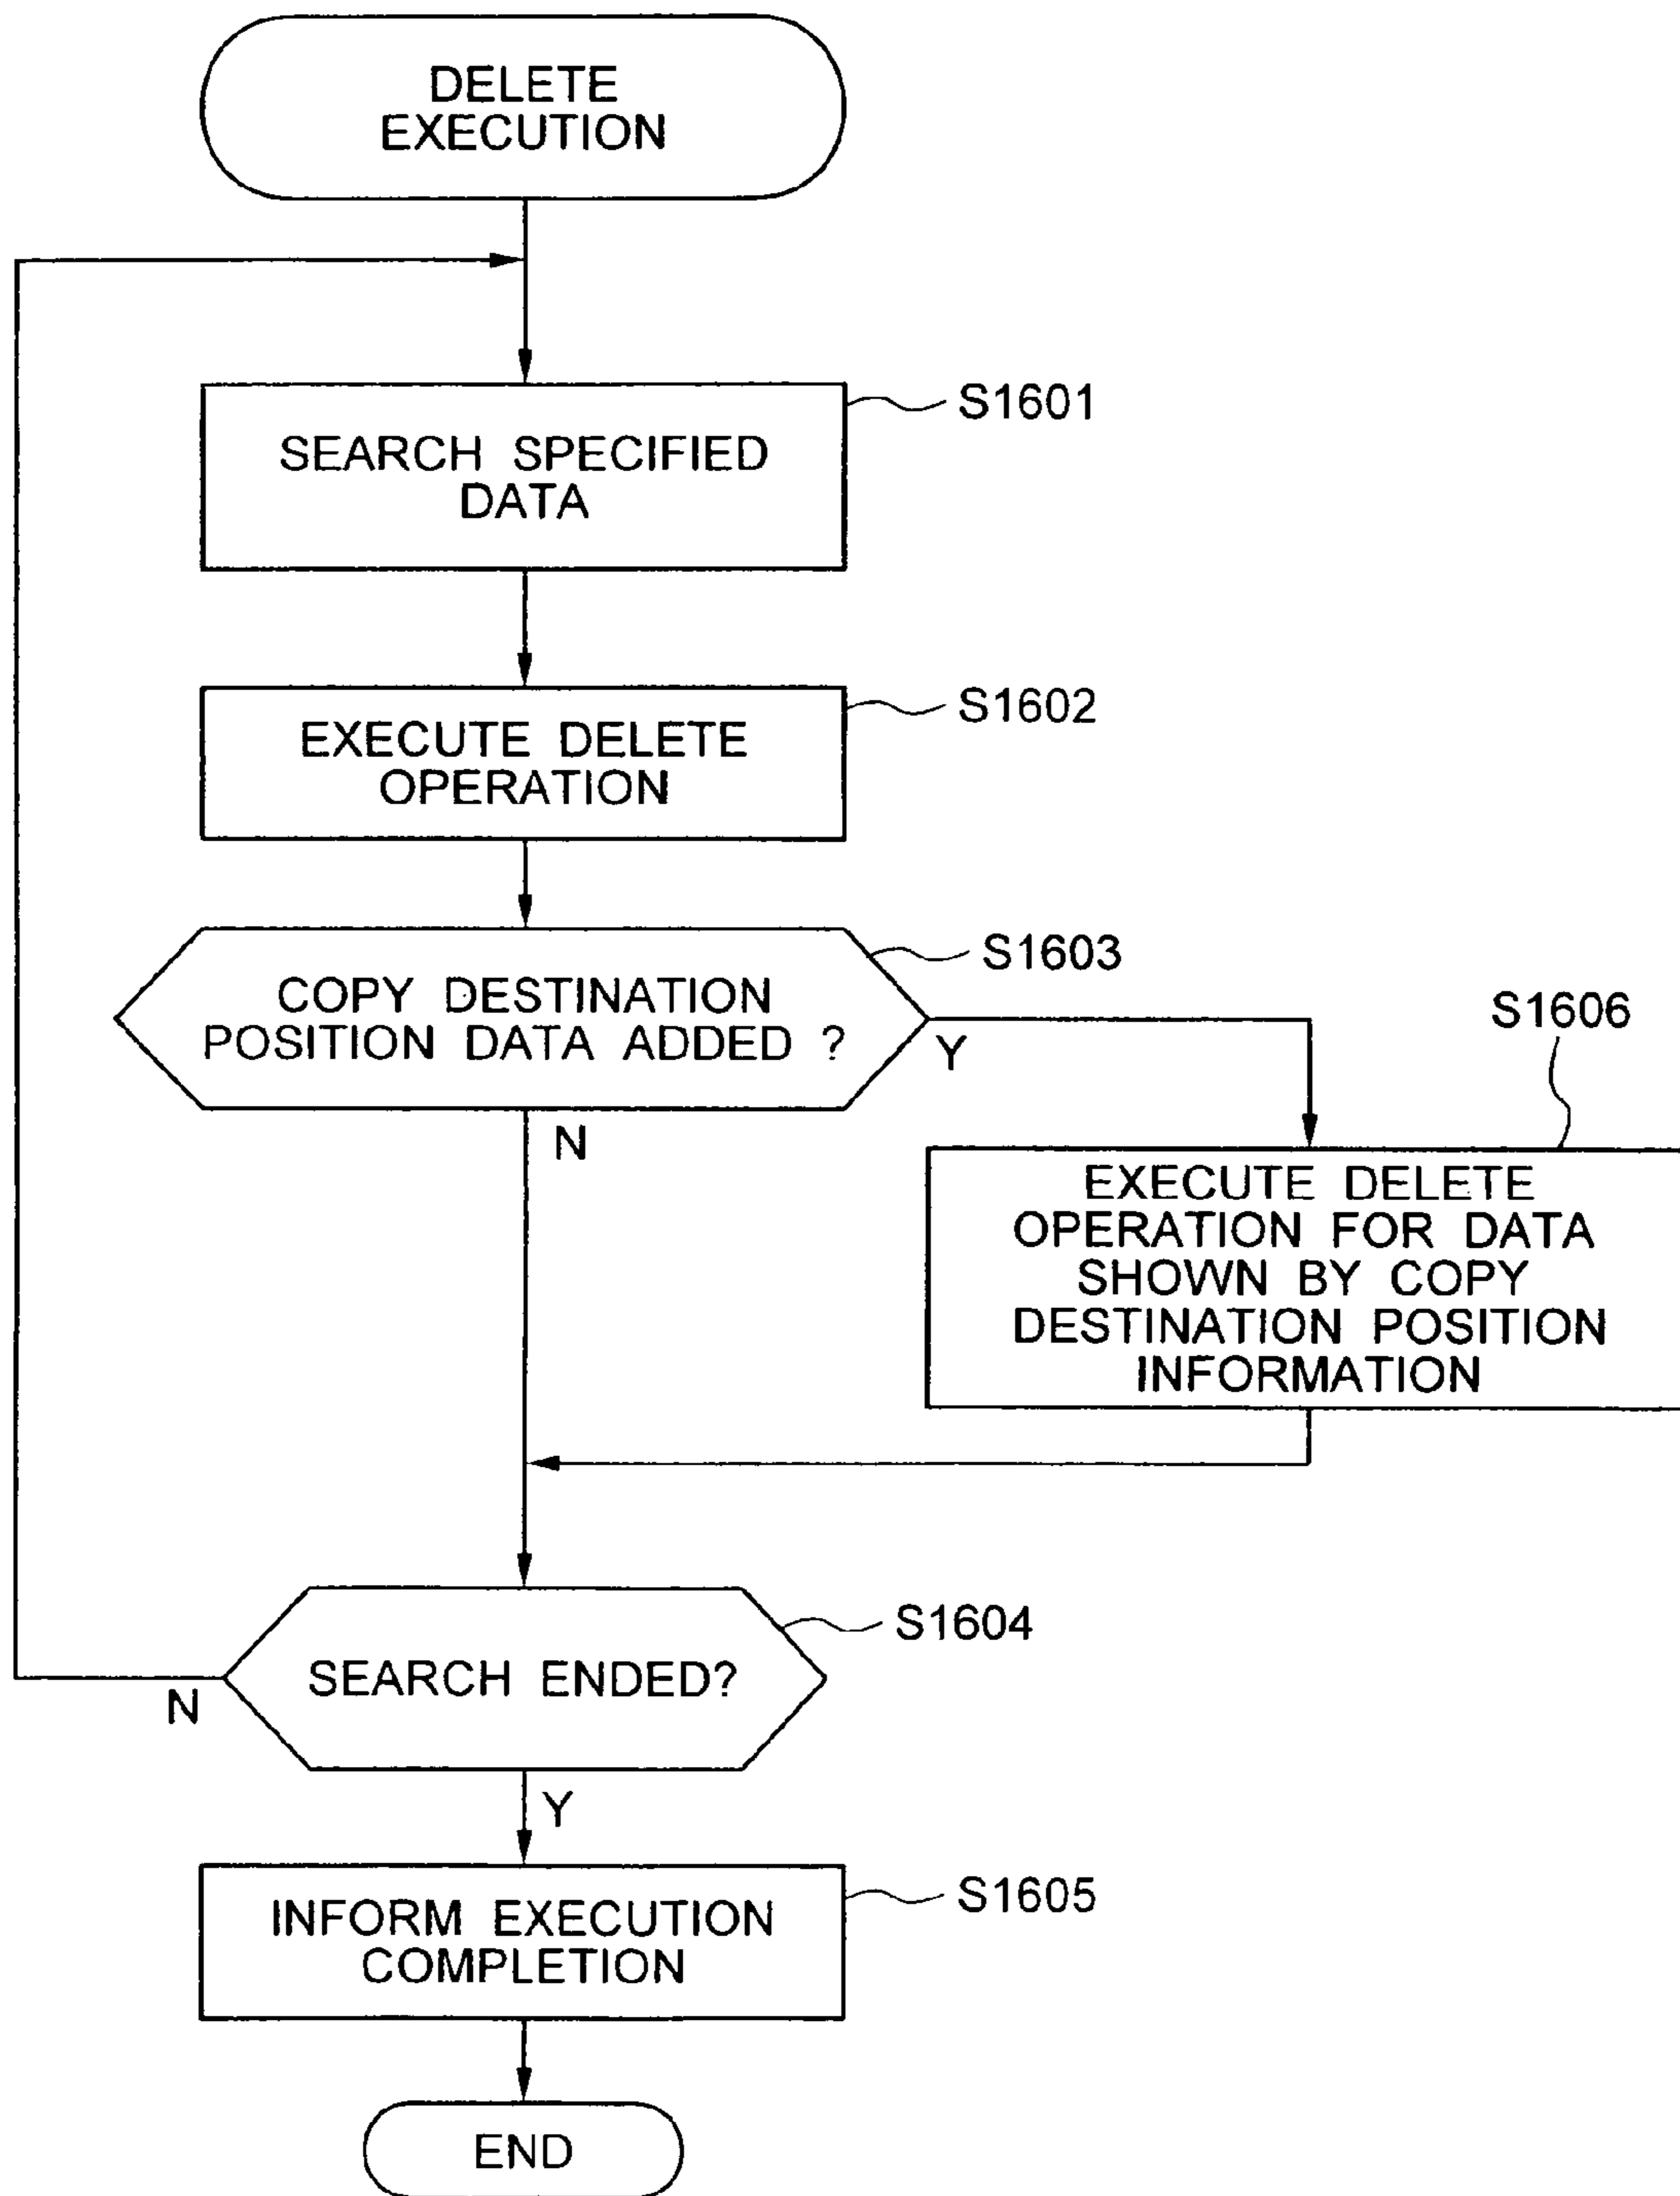 DELETE
EXECUTION
S1601
SEARCH SPECIFIED
DATA
S1602
EXECUTE DELETE
OPERATION
S1603
COPY DESTINATION
POSITION DATA ADDED ?
Y
N
S1606
EXECUTE DELETE
OPERATION FOR DATA
SHOWN BY COPY
DESTINATION POSITION
INFORMATION
S1604
SEARCH ENDED?
N
Y
S1605
INFORM EXECUTION
COMPLETION
END